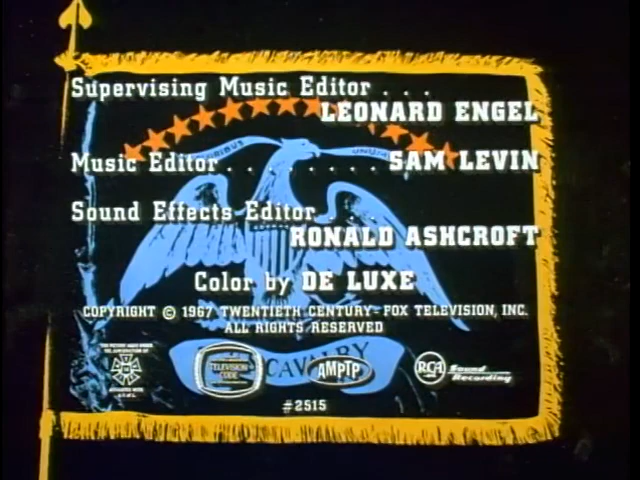 Supervising Music Editor . . .
LEONARD ENGEL
Music Editor . . . . . . . . SAM LEVIN
Sound Effects Editor . . .
RONALD ASHCROFT
Color by DE LUXE
COPYRIGHT © 1967 TWENTIETH CENTURY-FOX TELEVISION, INC.
ALL RIGHTS RESERVED
TELEVISION
CODE
CAVALRY
AMPTP
RCA
Sound
Recording
#2515